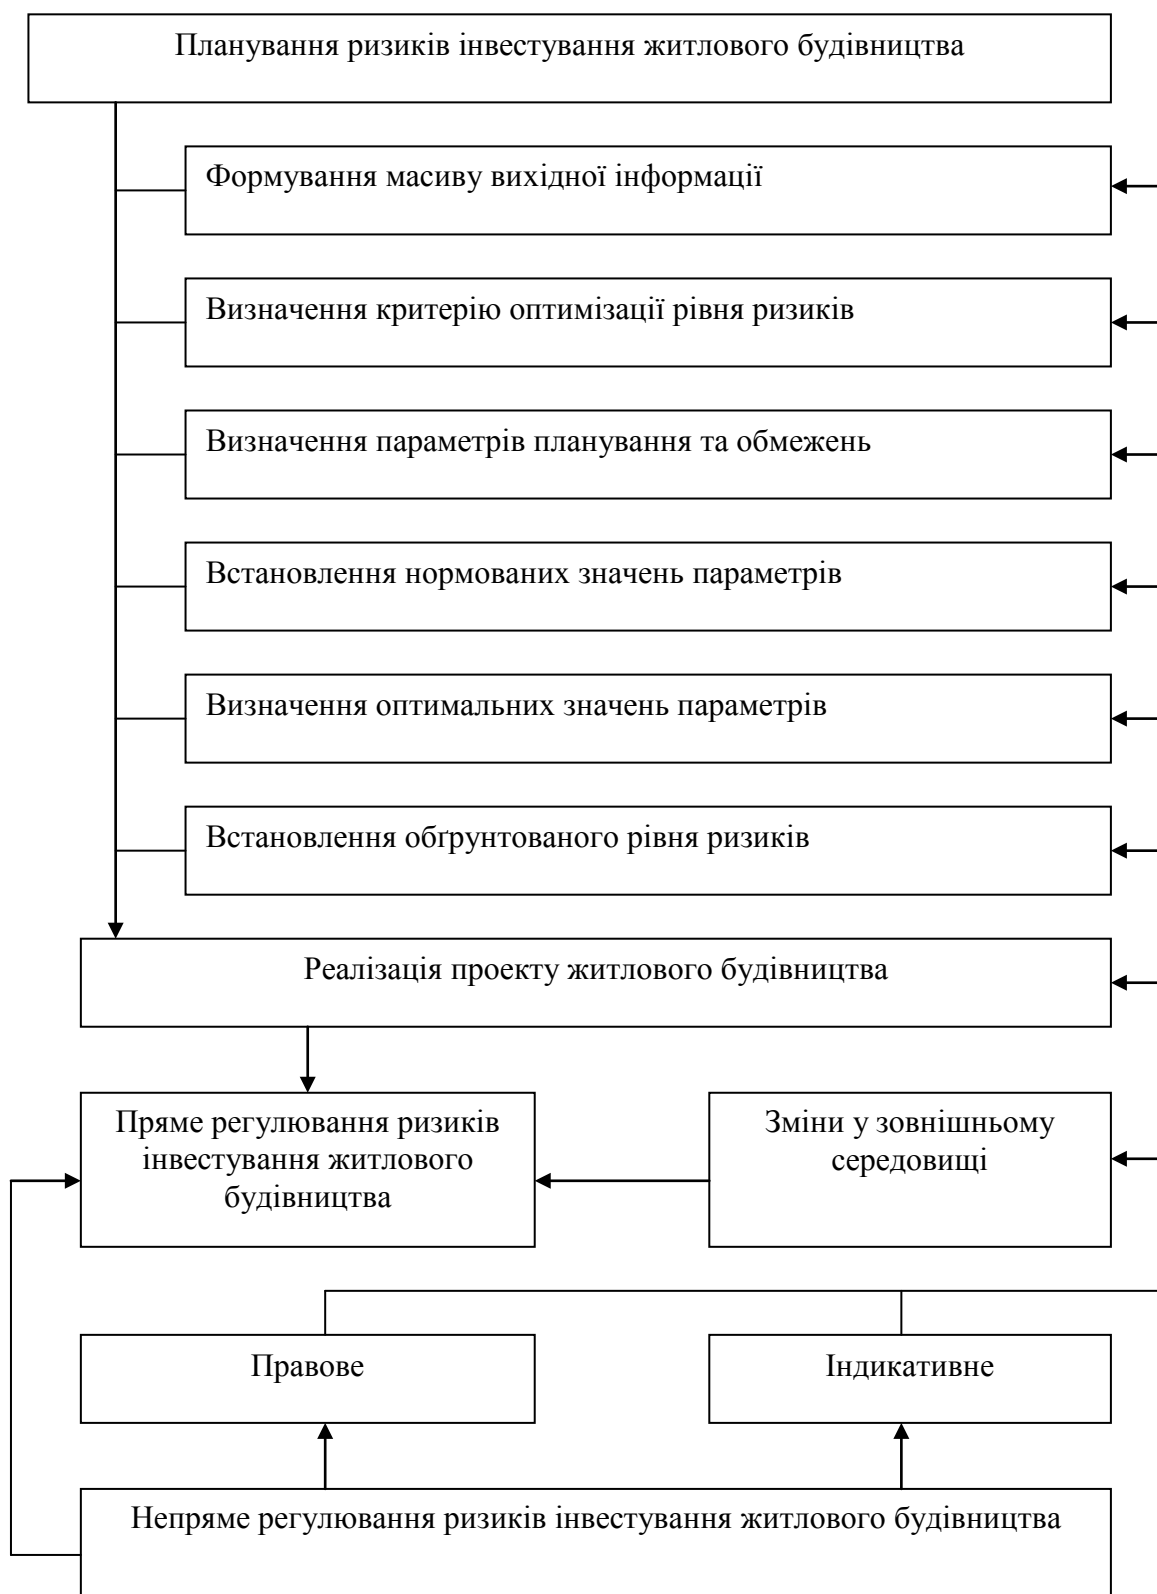 Планування ризиків інвестування житлового будівництва
Формування масиву вихідної інформації
Визначення критерію оптимізації рівня ризиків
Визначення параметрів планування та обмежень
Встановлення нормованих значень параметрів
Визначення оптимальних значень параметрів
Встановлення обґрунтованого рівня ризиків
Реалізація проекту житлового будівництва
Пряме регулювання ризиків
інвестування житлового
будівництва
Зміни у зовнішньому
середовищі
Правове
Індикативне
Непряме регулювання ризиків інвестування житлового будівництва